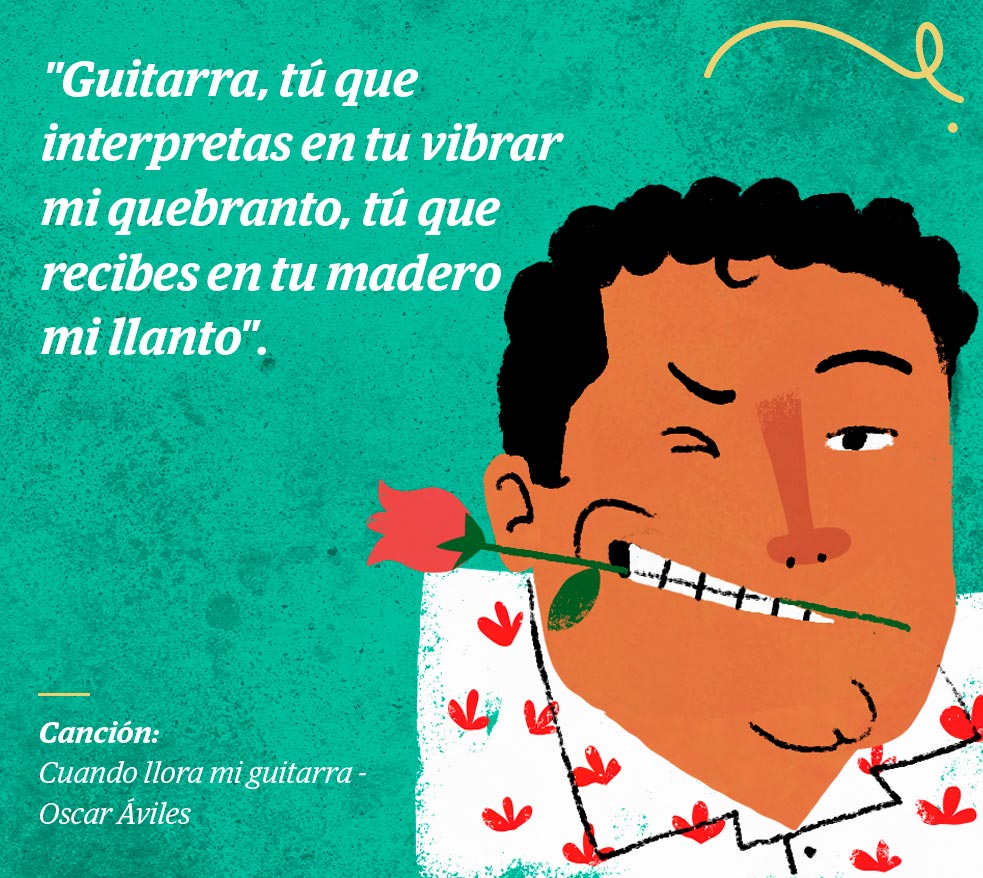 "Guitarra, tú que
interpretas en tu vibrar
mi quebranto, tú que
recibes en tu madero
mi llanto".
Canción:
Cuando llora mi guitarra -
Oscar Áviles